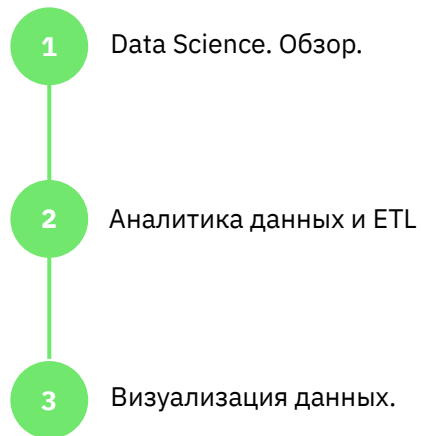 1
Data Science. Обзор.
2
Аналитика данных и ETL
3
Визуализация данных.